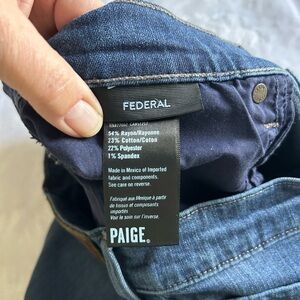 FEDERAL
54% Rayon/Rayonne
23% Cotton/Coton
22% Polyester
1% Spandex
Made in Mexico of imported
fabric and components.
See care on reverse.
Fabriqué au Mexique à partir
de tissus et composants
Voir le soin sur l'inverse.
PAIGE